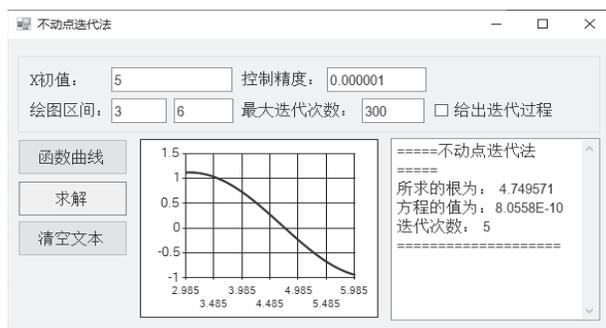 不动点迭代法
X初值： 5 控制精度： 0.000001
绘图区间： 3 6 最大迭代次数： 300 给出迭代过程
函数曲线
求解
清空文本
1.5
1
0.5
0
-0.5
-1
2.985 3.985 4.985 5.985
3.485 4.485 5.485
=====不动点迭代法
=====
所求的根为： 4.749571
方程的值为：8.0558E-10
迭代次数： 5
====================